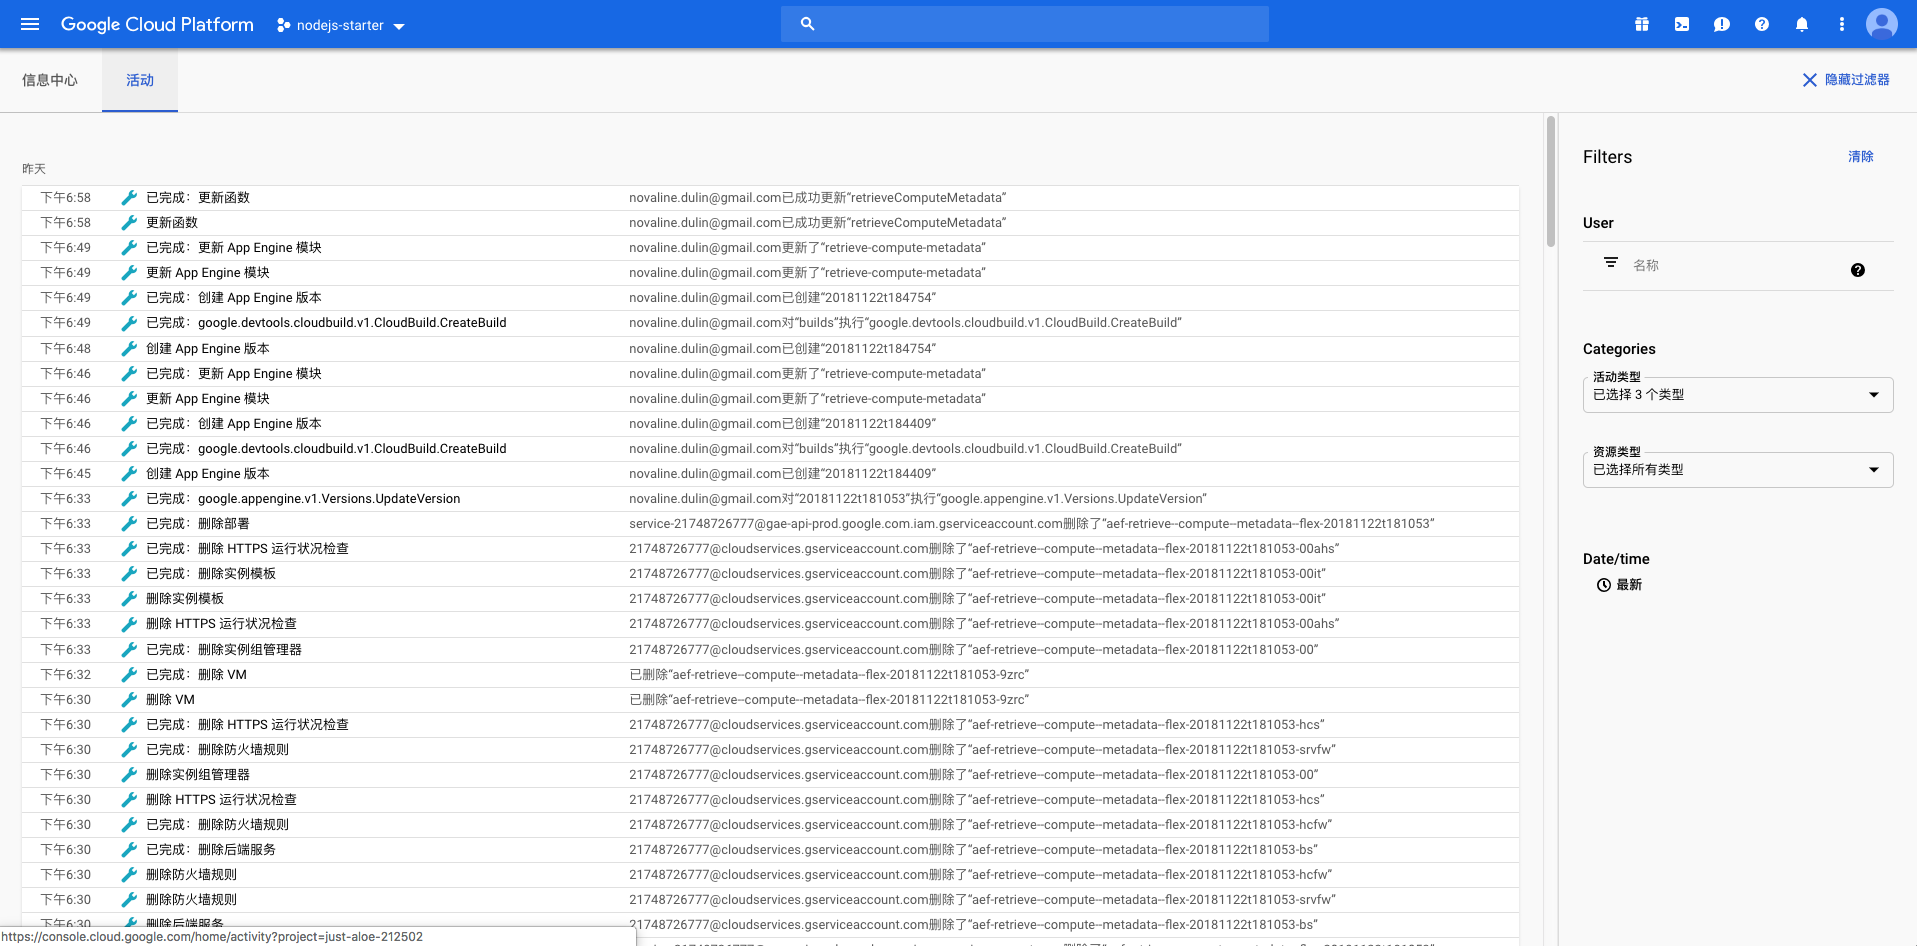 Google Cloud Platform nodejs-starter
信息中心 活动 隐藏过滤器
昨天
下午6:58 已完成：更新函数 novaline.dulin@gmail.com已成功更新“retrieveComputeMetadata”
下午6:58 更新函数 novaline.dulin@gmail.com已成功更新“retrieveComputeMetadata”
下午6:49 已完成：更新 App Engine 模块 novaline.dulin@gmail.com更新了“retrieve-compute-metadata”
下午6:49 更新 App Engine 模块 novaline.dulin@gmail.com更新了“retrieve-compute-metadata”
下午6:49 已完成：创建 App Engine 版本 novaline.dulin@gmail.com已创建“20181122t184754”
下午6:49 已完成：google.devtools.cloudbuild.v1.CloudBuild.CreateBuild novaline.dulin@gmail.com对“builds”执行“google.devtools.cloudbuild.v1.CloudBuild.CreateBuild”
下午6:48 创建 App Engine 版本 novaline.dulin@gmail.com已创建“20181122t184754”
下午6:46 已完成：更新 App Engine 模块 novaline.dulin@gmail.com更新了“retrieve-compute-metadata”
下午6:46 更新 App Engine 模块 novaline.dulin@gmail.com更新了“retrieve-compute-metadata”
下午6:46 已完成：创建 App Engine 版本 novaline.dulin@gmail.com已创建“20181122t184409”
下午6:46 已完成：google.devtools.cloudbuild.v1.CloudBuild.CreateBuild novaline.dulin@gmail.com对“builds”执行“google.devtools.cloudbuild.v1.CloudBuild.CreateBuild”
下午6:45 创建 App Engine 版本 novaline.dulin@gmail.com已创建“20181122t184409”
下午6:33 已完成：google.appengine.v1.Versions.UpdateVersion novaline.dulin@gmail.com对“20181122t181053”执行“google.appengine.v1.Versions.UpdateVersion”
下午6:33 已完成：删除部署 service-21748726777@gae-api-prod.google.com.iam.gserviceaccount.com删除了“aef-retrieve--compute--metadata--flex-20181122t181053”
下午6:33 已完成：删除 HTTPS 运行状况检查 21748726777@cloudservices.gserviceaccount.com删除了“aef-retrieve--compute--metadata--flex-20181122t181053-00ahs”
下午6:33 已完成：删除实例模板 21748726777@cloudservices.gserviceaccount.com删除了“aef-retrieve--compute--metadata--flex-20181122t181053-00it”
下午6:33 删除实例模板 21748726777@cloudservices.gserviceaccount.com删除了“aef-retrieve--compute--metadata--flex-20181122t181053-00it”
下午6:33 删除 HTTPS 运行状况检查 21748726777@cloudservices.gserviceaccount.com删除了“aef-retrieve--compute--metadata--flex-20181122t181053-00ahs”
下午6:33 已完成：删除实例组管理器 21748726777@cloudservices.gserviceaccount.com删除了“aef-retrieve--compute--metadata--flex-20181122t181053-00”
下午6:32 已完成：删除 VM 已删除“aef-retrieve--compute--metadata--flex-20181122t181053-9zrc”
下午6:30 删除 VM 已删除“aef-retrieve--compute--metadata--flex-20181122t181053-9zrc”
下午6:30 已完成：删除 HTTPS 运行状况检查 21748726777@cloudservices.gserviceaccount.com删除了“aef-retrieve--compute--metadata--flex-20181122t181053-hcs”
下午6:30 已完成：删除防火墙规则 21748726777@cloudservices.gserviceaccount.com删除了“aef-retrieve--compute--metadata--flex-20181122t181053-srvfw”
下午6:30 删除实例组管理器 21748726777@cloudservices.gserviceaccount.com删除了“aef-retrieve--compute--metadata--flex-20181122t181053-00”
下午6:30 删除 HTTPS 运行状况检查 21748726777@cloudservices.gserviceaccount.com删除了“aef-retrieve--compute--metadata--flex-20181122t181053-hcs”
下午6:30 已完成：删除防火墙规则 21748726777@cloudservices.gserviceaccount.com删除了“aef-retrieve--compute--metadata--flex-20181122t181053-hcfw”
下午6:30 已完成：删除后端服务 21748726777@cloudservices.gserviceaccount.com删除了“aef-retrieve--compute--metadata--flex-20181122t181053-bs”
下午6:30 删除防火墙规则 21748726777@cloudservices.gserviceaccount.com删除了“aef-retrieve--compute--metadata--flex-20181122t181053-hcfw”
下午6:30 删除防火墙规则 21748726777@cloudservices.gserviceaccount.com删除了“aef-retrieve--compute--metadata--flex-20181122t181053-srvfw”
下午6:30 删除后端服务 21748726777@cloudservices.gserviceaccount.com删除了“aef-retrieve--compute--metadata--flex-20181122t181053-bs”
https://console.cloud.google.com/home/activity?project=just-aloe-212502
Filters 清除
User
名称
Categories
活动类型
已选择 3 个类型
资源类型
已选择所有类型
Date/time
最新